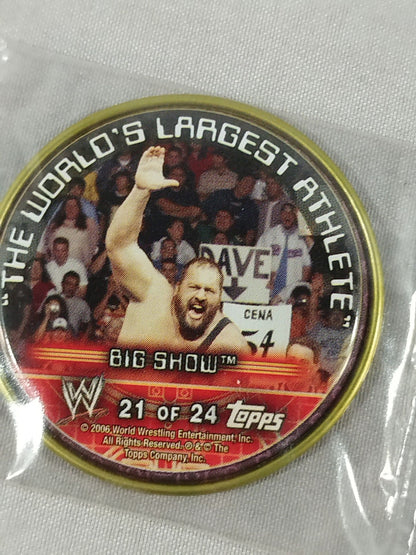 "THE WORLD'S LARGEST ATHLETE"
DAVE
CENA
54
BIG SHOW™
W
21 OF 24 Topps
© 2006 World Wrestling Entertainment, Inc.
All Rights Reserved. ® & © The
Topps Company, Inc.